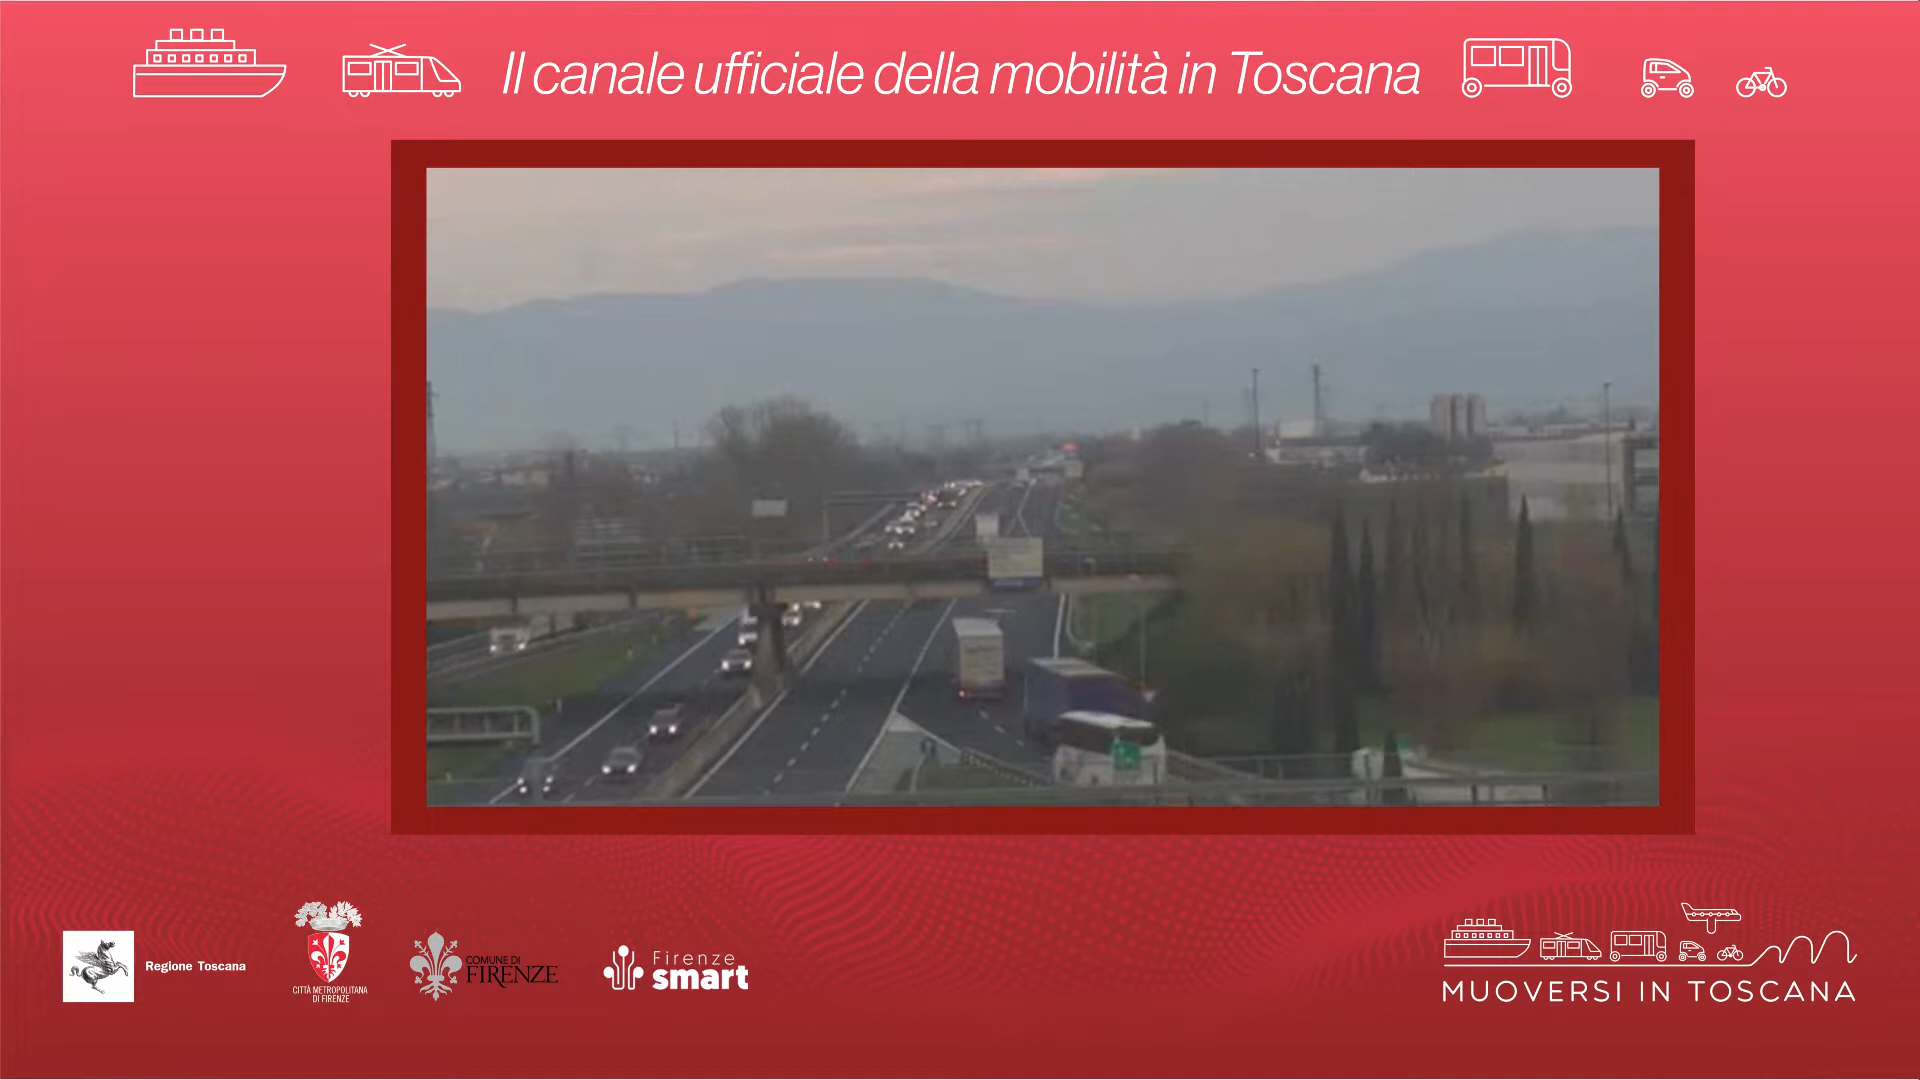 Il canale ufficiale della mobilità in Toscana
Regione Toscana
CITTÀ METROPOLITANA
DI FIRENZE
COMUNE DI
FIRENZE
Firenze
smart
MUOVERSI IN TOSCANA